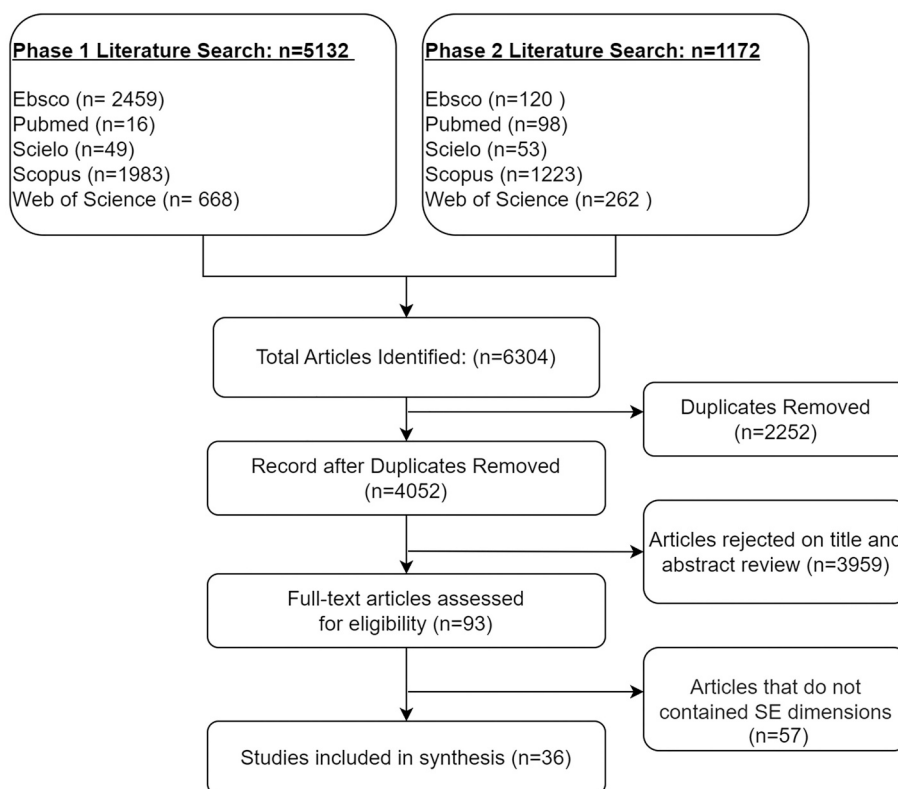 Phase 1 Literature Search: n=5132
Ebsco (n= 2459)
Pubmed (n=16)
Scielo (n=49)
Scopus (n=1983)
Web of Science (n= 668)
Phase 2 Literature Search: n=1172
Ebsco (n=120 )
Pubmed (n=98)
Scielo (n=53)
Scopus (n=1223)
Web of Science (n=262 )
Total Articles Identified: (n=6304)
Duplicates Removed
(n=2252)
Record after Duplicates Removed
(n=4052)
Articles rejected on title and
abstract review (n=3959)
Full-text articles assessed
for eligibility (n=93)
Articles that do not
contained SE dimensions
(n=57)
Studies included in synthesis (n=36)